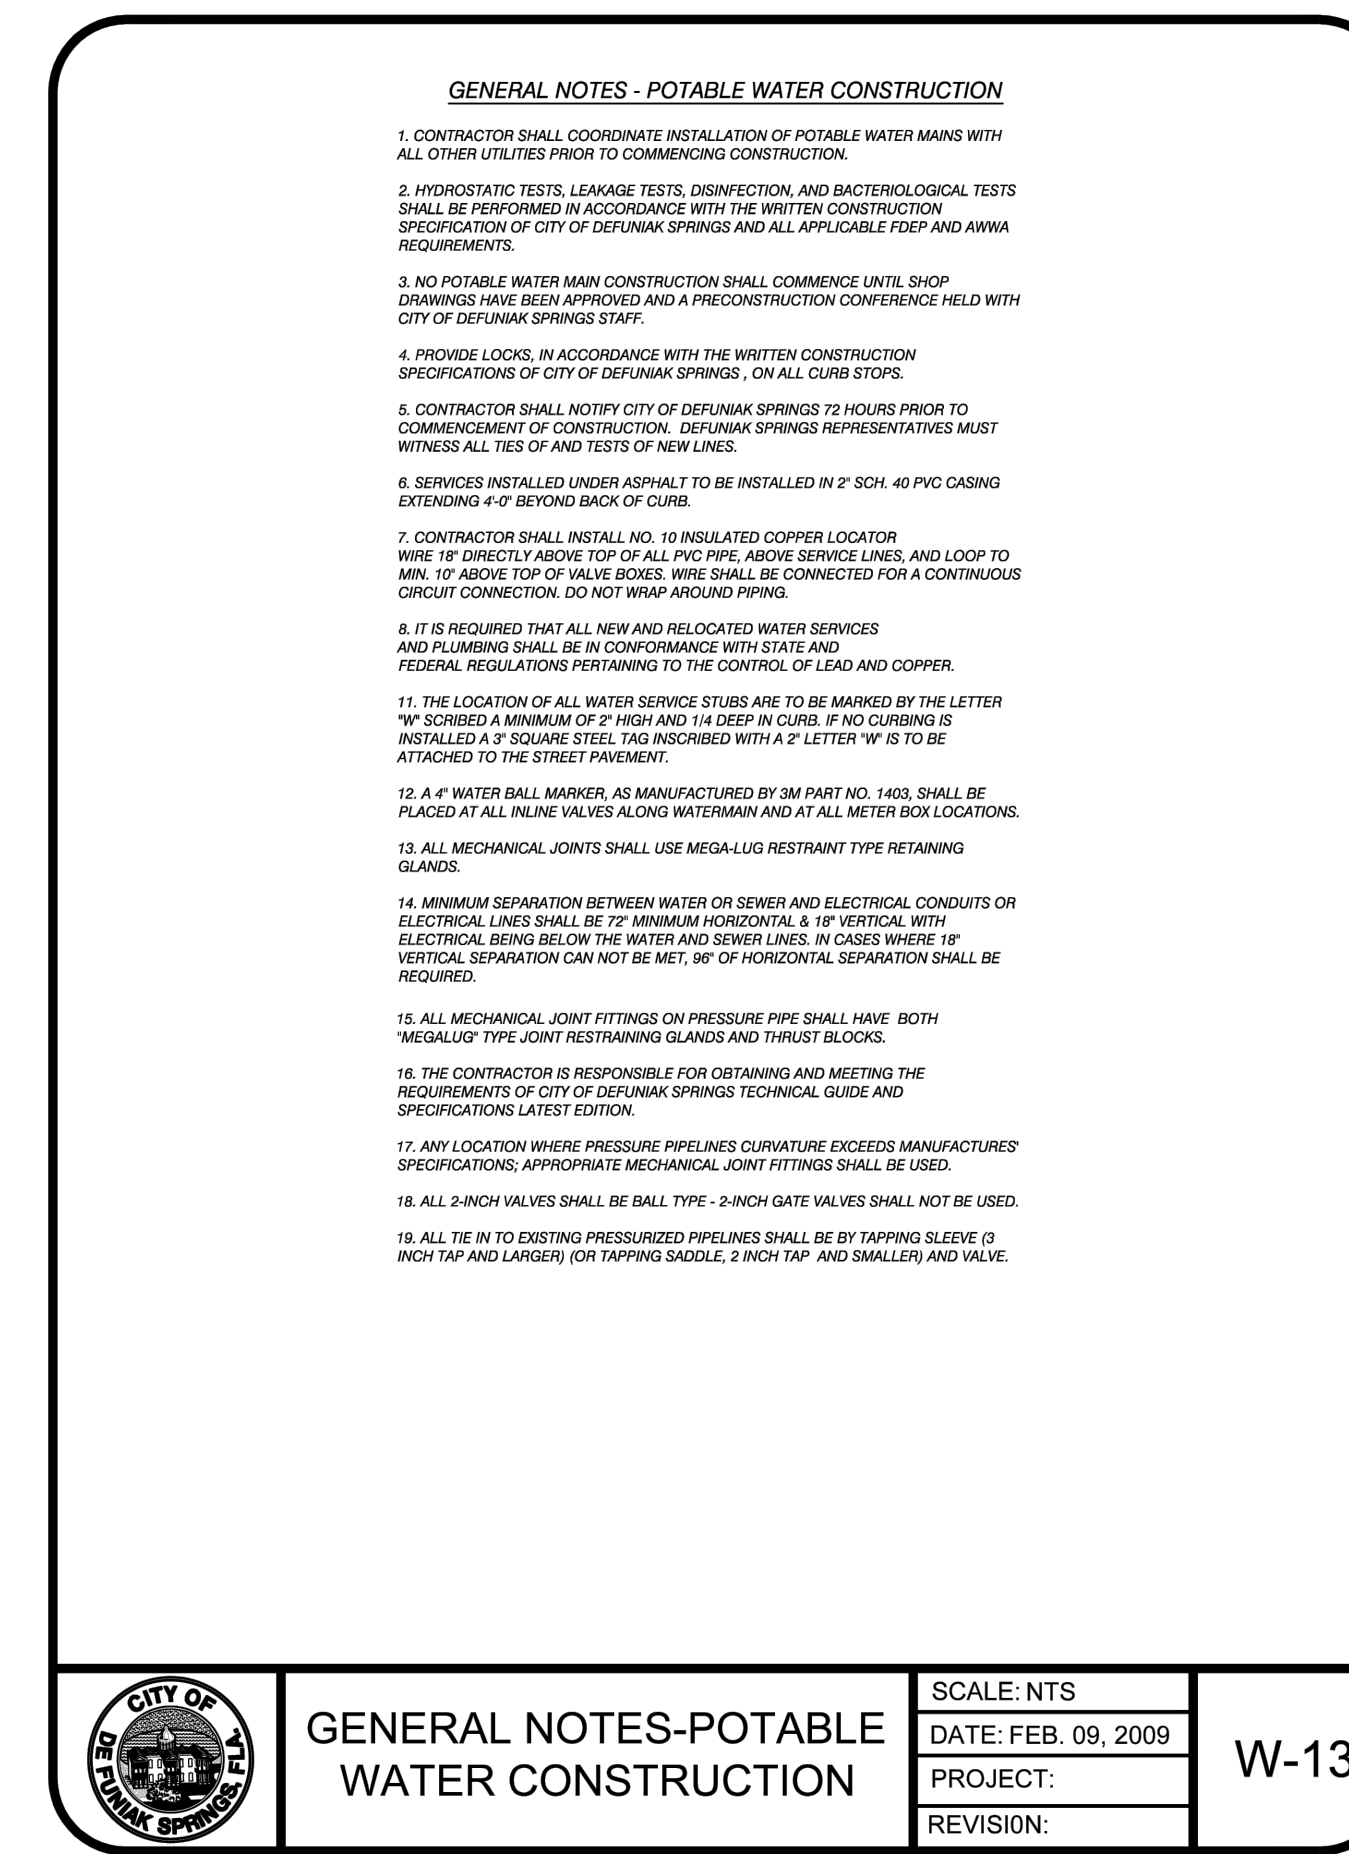 GENERAL NOTES - POTABLE WATER CONSTRUCTION
1. CONTRACTOR SHALL COORDINATE INSTALLATION OF POTABLE WATER MAINS WITH
ALL OTHER UTILITIES PRIOR TO COMMENCING CONSTRUCTION.
2. HYDROSTATIC TESTS, LEAKAGE TESTS, DISINFECTION, AND BACTERIOLOGICAL TESTS
SHALL BE PERFORMED IN ACCORDANCE WITH THE WRITTEN CONSTRUCTION
SPECIFICATION OF CITY OF DEFUNIAK SPRINGS AND ALL APPLICABLE FDEP AND AWWA
REQUIREMENTS.
3. NO POTABLE WATER MAIN CONSTRUCTION SHALL COMMENCE UNTIL SHOP
DRAWINGS HAVE BEEN APPROVED AND A PRECONSTRUCTION CONFERENCE HELD WITH
CITY OF DEFUNIAK SPRINGS STAFF.
4. PROVIDE LOCKS, IN ACCORDANCE WITH THE WRITTEN CONSTRUCTION
SPECIFICATIONS OF CITY OF DEFUNIAK SPRINGS , ON ALL CURB STOPS.
5. CONTRACTOR SHALL NOTIFY CITY OF DEFUNIAK SPRINGS 72 HOURS PRIOR TO
COMMENCEMENT OF CONSTRUCTION.  DEFUNIAK SPRINGS REPRESENTATIVES MUST
WITNESS ALL TIES OF AND TESTS OF NEW LINES.
6. SERVICES INSTALLED UNDER ASPHALT TO BE INSTALLED IN 2" SCH. 40 PVC CASING
EXTENDING 4'-0" BEYOND BACK OF CURB.
7. CONTRACTOR SHALL INSTALL NO. 10 INSULATED COPPER LOCATOR
WIRE 18" DIRECTLY ABOVE TOP OF ALL PVC PIPE, ABOVE SERVICE LINES, AND LOOP TO
MIN. 10" ABOVE TOP OF VALVE BOXES. WIRE SHALL BE CONNECTED FOR A CONTINUOUS
CIRCUIT CONNECTION. DO NOT WRAP AROUND PIPING.
8. IT IS REQUIRED THAT ALL NEW AND RELOCATED WATER SERVICES
AND PLUMBING SHALL BE IN CONFORMANCE WITH STATE AND
FEDERAL REGULATIONS PERTAINING TO THE CONTROL OF LEAD AND COPPER.
11. THE LOCATION OF ALL WATER SERVICE STUBS ARE TO BE MARKED BY THE LETTER
"W" SCRIBED A MINIMUM OF 2" HIGH AND 1/4 DEEP IN CURB. IF NO CURBING IS
INSTALLED A 3" SQUARE STEEL TAG INSCRIBED WITH A 2" LETTER "W" IS TO BE
ATTACHED TO THE STREET PAVEMENT.
12. A 4" WATER BALL MARKER, AS MANUFACTURED BY 3M PART NO. 1403, SHALL BE
PLACED AT ALL INLINE VALVES ALONG WATERMAIN AND AT ALL METER BOX LOCATIONS.
13. ALL MECHANICAL JOINTS SHALL USE MEGA-LUG RESTRAINT TYPE RETAINING
GLANDS.
14. MINIMUM SEPARATION BETWEEN WATER OR SEWER AND ELECTRICAL CONDUITS OR
ELECTRICAL LINES SHALL BE 72" MINIMUM HORIZONTAL & 18" VERTICAL WITH
ELECTRICAL BEING BELOW THE WATER AND SEWER LINES. IN CASES WHERE 18"
VERTICAL SEPARATION CAN NOT BE MET, 96" OF HORIZONTAL SEPARATION SHALL BE
REQUIRED.
15. ALL MECHANICAL JOINT FITTINGS ON PRESSURE PIPE SHALL HAVE  BOTH
"MEGALUG" TYPE JOINT RESTRAINING GLANDS AND THRUST BLOCKS.
16. THE CONTRACTOR IS RESPONSIBLE FOR OBTAINING AND MEETING THE
REQUIREMENTS OF CITY OF DEFUNIAK SPRINGS TECHNICAL GUIDE AND
SPECIFICATIONS LATEST EDITION.
17. ANY LOCATION WHERE PRESSURE PIPELINES CURVATURE EXCEEDS MANUFACTURES'
SPECIFICATIONS; APPROPRIATE MECHANICAL JOINT FITTINGS SHALL BE USED.
18. ALL 2-INCH VALVES SHALL BE BALL TYPE - 2-INCH GATE VALVES SHALL NOT BE USED.
19. ALL TIE IN TO EXISTING PRESSURIZED PIPELINES SHALL BE BY TAPPING SLEEVE (3
INCH TAP AND LARGER) (OR TAPPING SADDLE, 2 INCH TAP  AND SMALLER) AND VALVE.
CITY OF
DE FUNIAK SPRINGS, FLA.
GENERAL NOTES-POTABLE
WATER CONSTRUCTION
SCALE: NTS
DATE: FEB. 09, 2009
PROJECT:
REVISI0N:
W-13